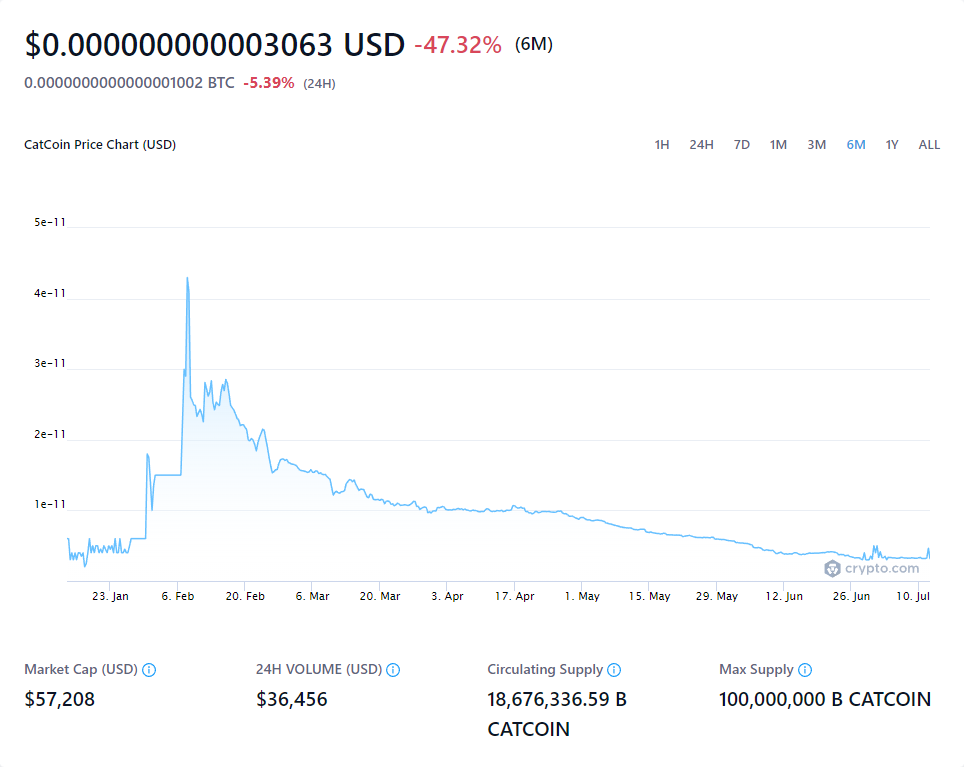 $0.000000000003063 USD -47.32% (6M)
0.0000000000000001002 BTC -5.39% (24H)
CatCoin Price Chart (USD)
1H 24H 7D 1M 3M 6M 1Y ALL
5e-11
4e-11
3e-11
2e-11
1e-11
crypto.com
23. Jan 6. Feb 20. Feb 6. Mar 20. Mar 3. Apr 17. Apr 1. May 15. May 29. May 12. Jun 26. Jun 10. Jul
Market Cap (USD) 24H VOLUME (USD) Circulating Supply Max Supply
$57,208 $36,456 18,676,336.59 B 100,000,000 B CATCOIN
CATCOIN